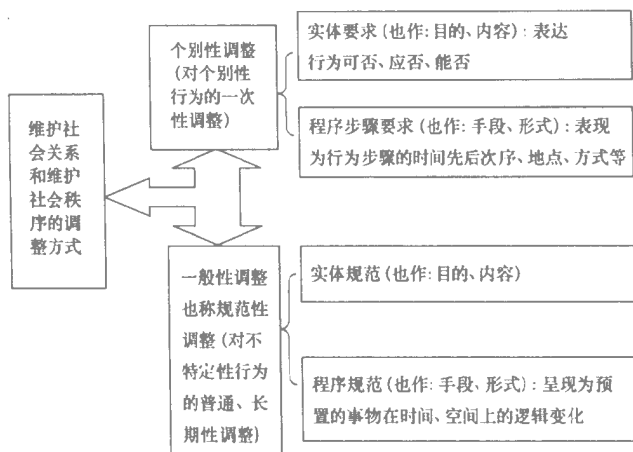 维护社
会关系
和维护
社会秩
序的调
整方式
个别性调整
(对个别性
行为的一次
性调整)
实体要求(也作:目的、内容):表达
行为可否、应否、能否
程序步骤要求(也作:手段、形式):表现
为行为步骤的时间先后次序、地点、方式等
一般性调整
也称规范性
调整(对不
特定性行为
的普通、长
期性调整)
实体规范(也作:目的、内容)
程序规范(也作:手段、形式):呈现为预
置的事物在时间、空间上的逻辑变化